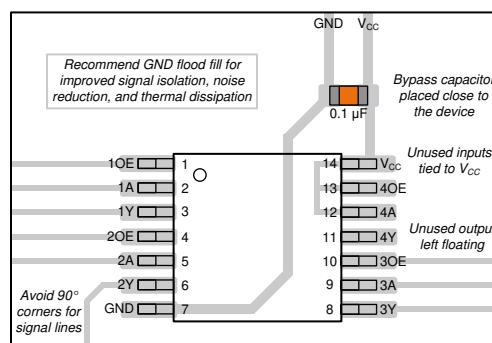 GND VCC
Recommend GND flood fill for
improved signal isolation, noise
reduction, and thermal dissipation
Bypass capacitor
placed close to
the device
0.1 µF
Unused inputs
tied to VCC
1OE 1 14 VCC
1A 2 13 4OE
1Y 3 12 4A
2OE 4 11 4Y
2A 5 10 3OE
2Y 6 9 3A
GND 7 8 3Y
Unused output
left floating
Avoid 90°
corners for
signal lines